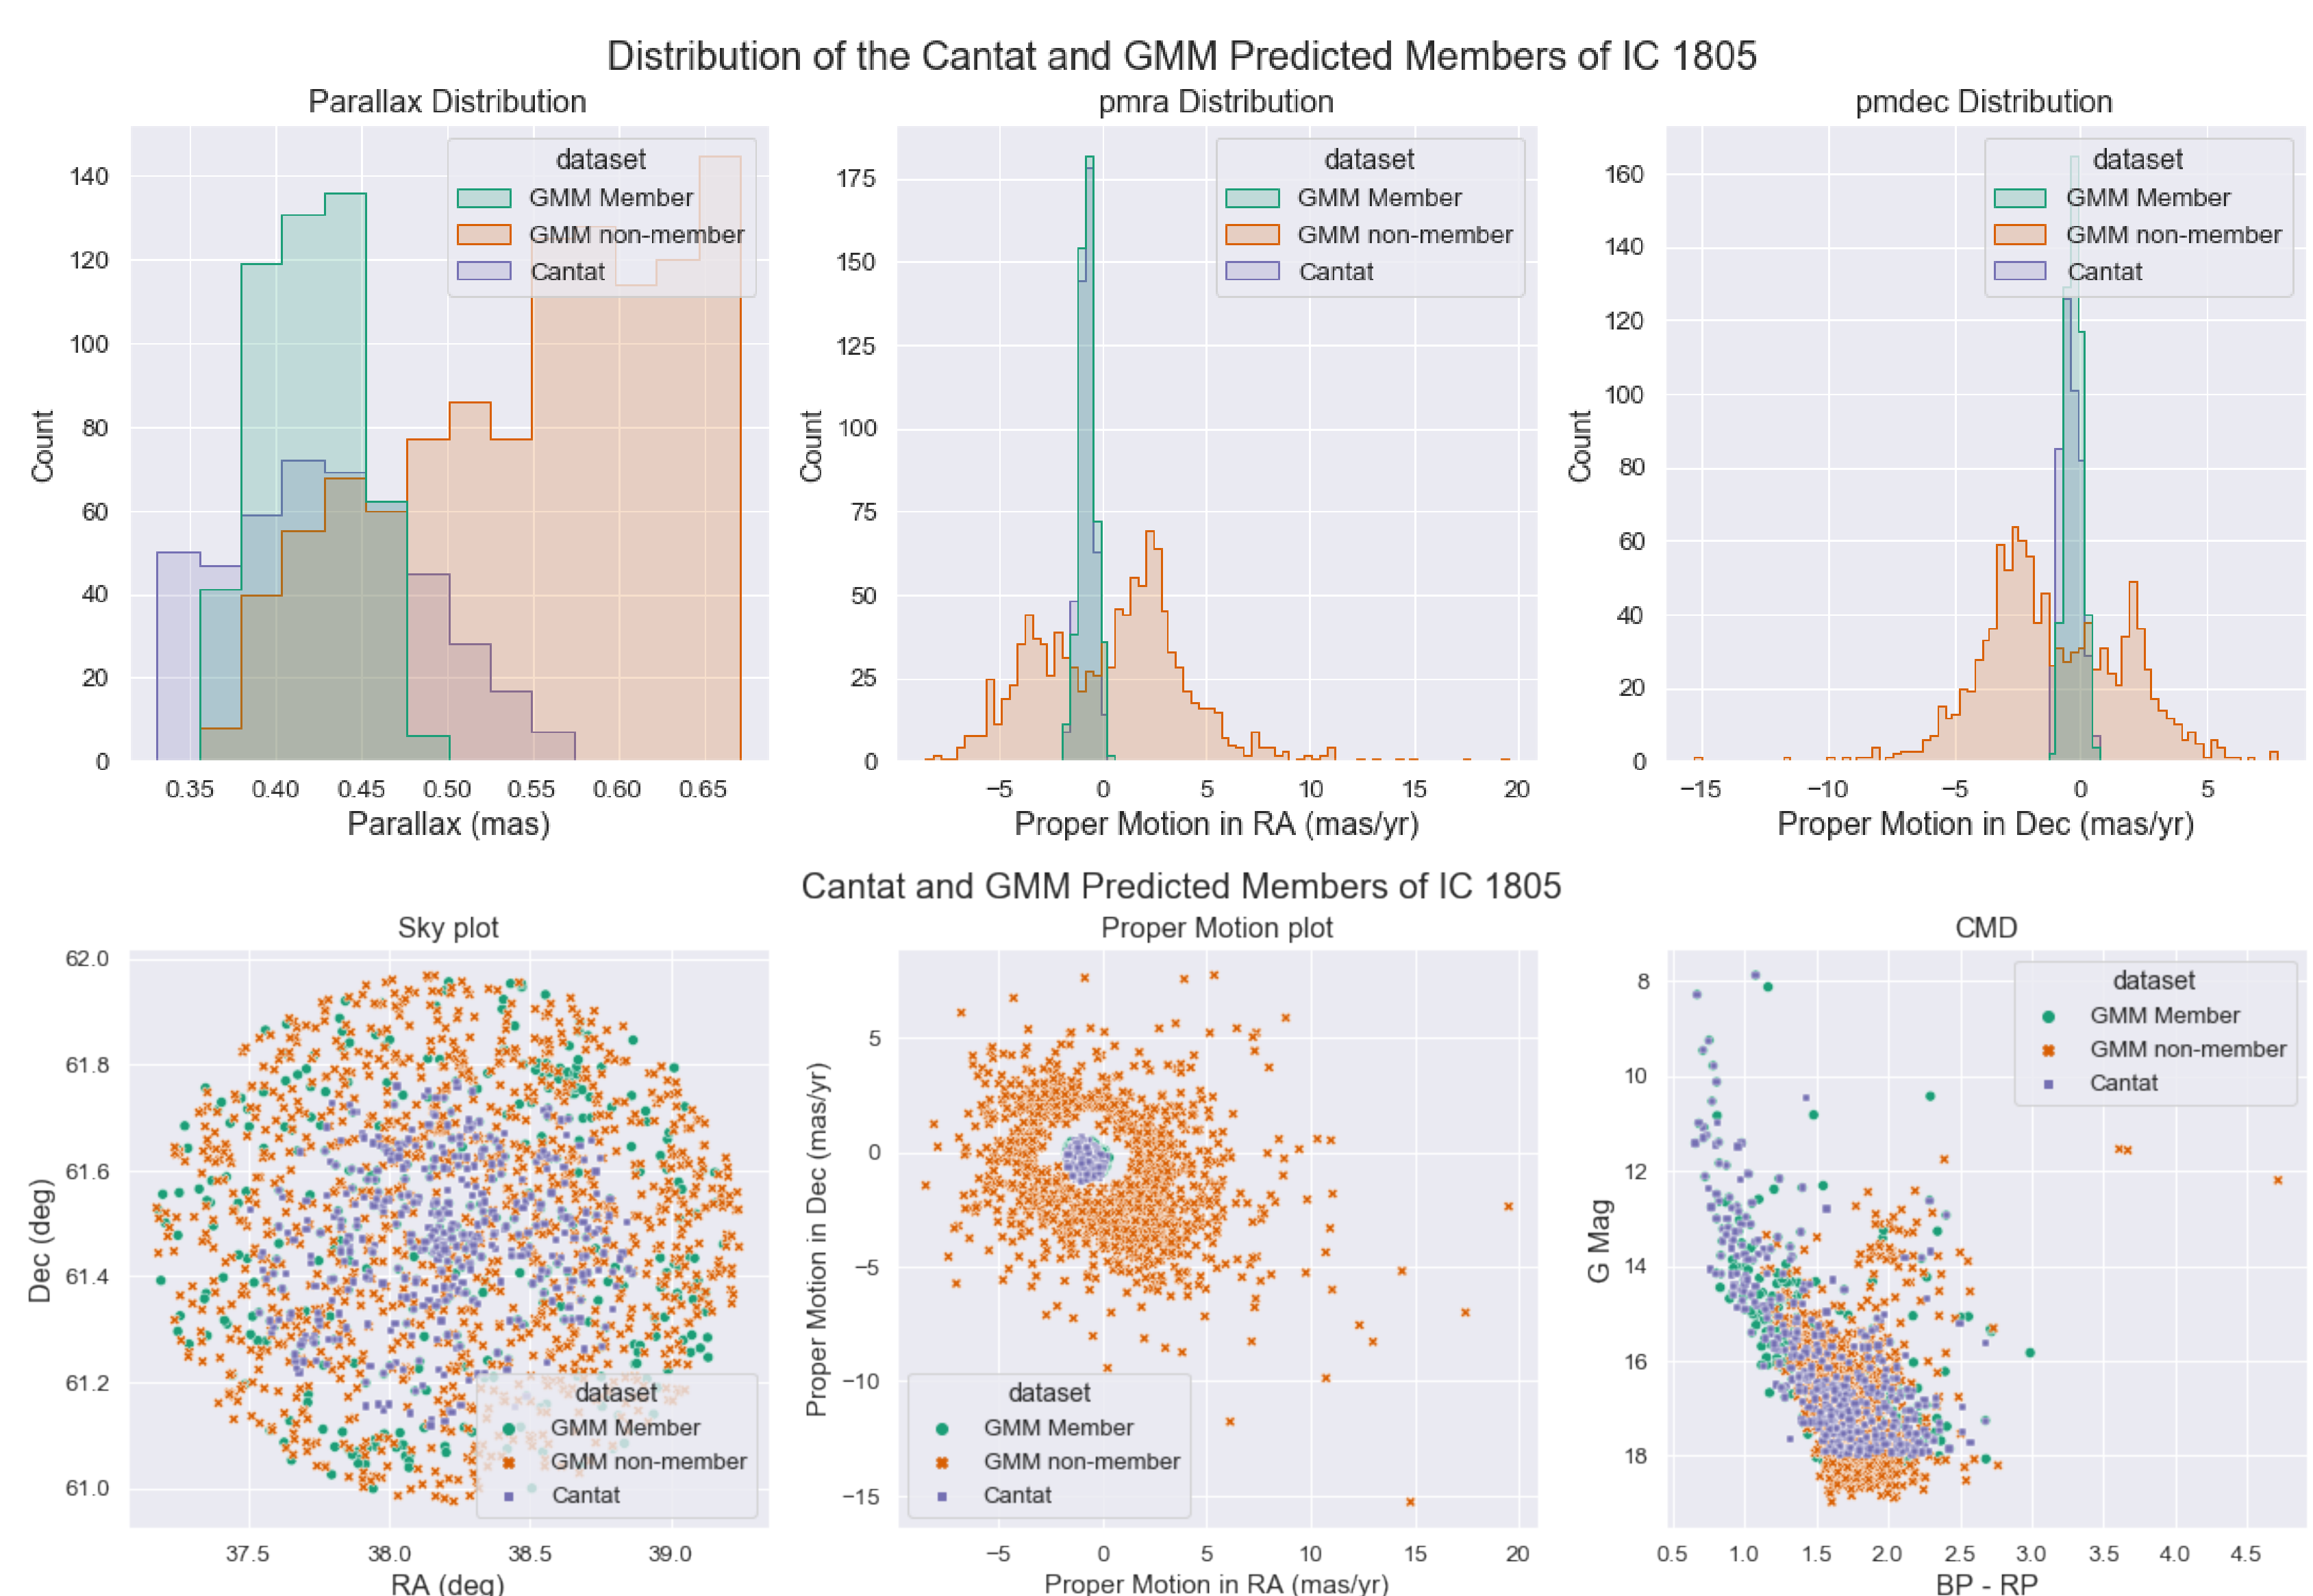 Distribution of the Cantat and GMM Predicted Members of IC 1805
Parallax Distribution
dataset
GMM Member
GMM non-member
Cantat
140
120
100
80
60
40
20
0
Count
0.35 0.40 0.45 0.50 0.55 0.60 0.65
Parallax (mas)
pmra Distribution
dataset
GMM Member
GMM non-member
Cantat
175
150
125
100
75
50
25
0
Count
−5 0 5 10 15 20
Proper Motion in RA (mas/yr)
pmdec Distribution
dataset
GMM Member
GMM non-member
Cantat
160
140
120
100
80
60
40
20
0
Count
−15 −10 −5 0 5
Proper Motion in Dec (mas/yr)
Cantat and GMM Predicted Members of IC 1805
Sky plot
62.0
61.8
61.6
61.4
61.2
61.0
Dec (deg)
dataset
GMM Member
GMM non-member
Cantat
37.5 38.0 38.5 39.0
RA (deg)
Proper Motion plot
5
0
−5
−10
−15
Proper Motion in Dec (mas/yr)
dataset
GMM Member
GMM non-member
Cantat
−5 0 5 10 15 20
Proper Motion in RA (mas/yr)
CMD
dataset
GMM Member
GMM non-member
Cantat
8
10
12
14
16
18
G Mag
0.5 1.0 1.5 2.0 2.5 3.0 3.5 4.0 4.5
BP - RP